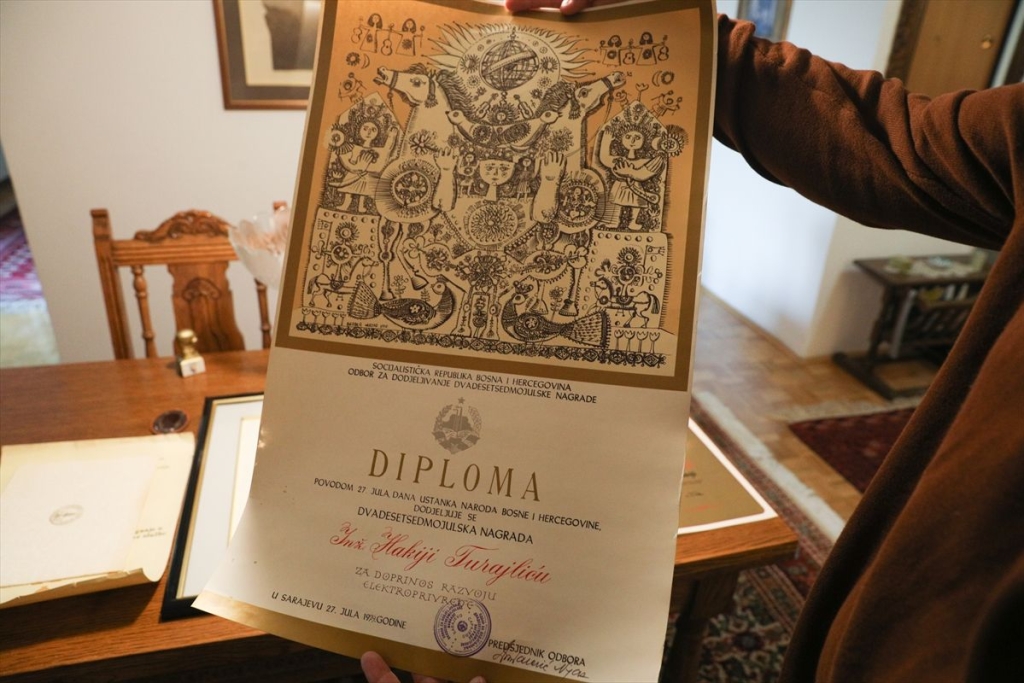 SOCIJALISTIČKA REPUBLIKA BOSNA I HERCEGOVINA
ODBOR ZA DODJELJIVANJE DVADESETSEDMOJULSKE NAGRADE
DIPLOMA
POVODOM 27. JULA, DANA USTANKA NARODA BOSNE I HERCEGOVINE,
DODJELJUJE SE
DVADESETSEDMOJULSKA NAGRADA
Inž. Hakiji Turajliću
ZA DOPRINOS RAZVOJU
ELEKTROPRIVREDE
U SARAJEVU 27. JULA GODINE
PREDSJEDNIK ODBORA